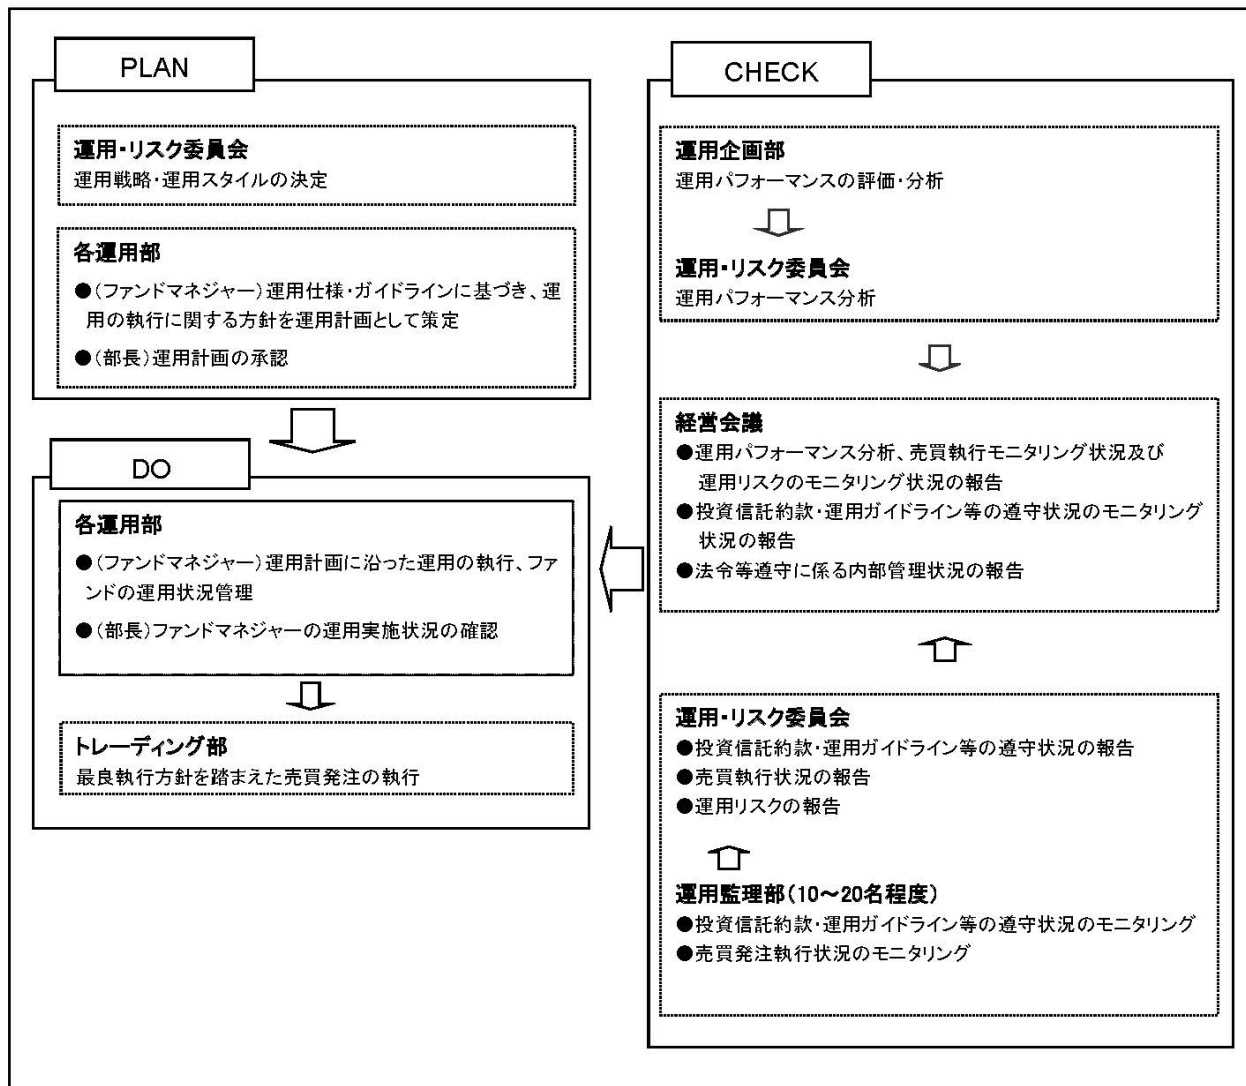 PLAN
運用・リスク委員会
運用戦略・運用スタイルの決定
各運用部
●(ファンドマネジャー)運用仕様・ガイドラインに基づき、運
用の執行に関する方針を運用計画として策定
●(部長)運用計画の承認
DO
各運用部
●(ファンドマネジャー)運用計画に沿った運用の執行、ファ
ンドの運用状況管理
●(部長)ファンドマネジャーの運用実施状況の確認
トレーディング部
最良執行方針を踏まえた売買発注の執行
CHECK
運用企画部
運用パフォーマンスの評価・分析
運用・リスク委員会
運用パフォーマンス分析
経営会議
●運用パフォーマンス分析、売買執行モニタリング状況及び
運用リスクのモニタリング状況の報告
●投資信託約款・運用ガイドライン等の遵守状況のモニタリング
状況の報告
●法令等遵守に係る内部管理状況の報告
運用・リスク委員会
●投資信託約款・運用ガイドライン等の遵守状況の報告
●売買執行状況の報告
●運用リスクの報告
運用監理部(10～20名程度)
●投資信託約款・運用ガイドライン等の遵守状況のモニタリング
●売買発注執行状況のモニタリング